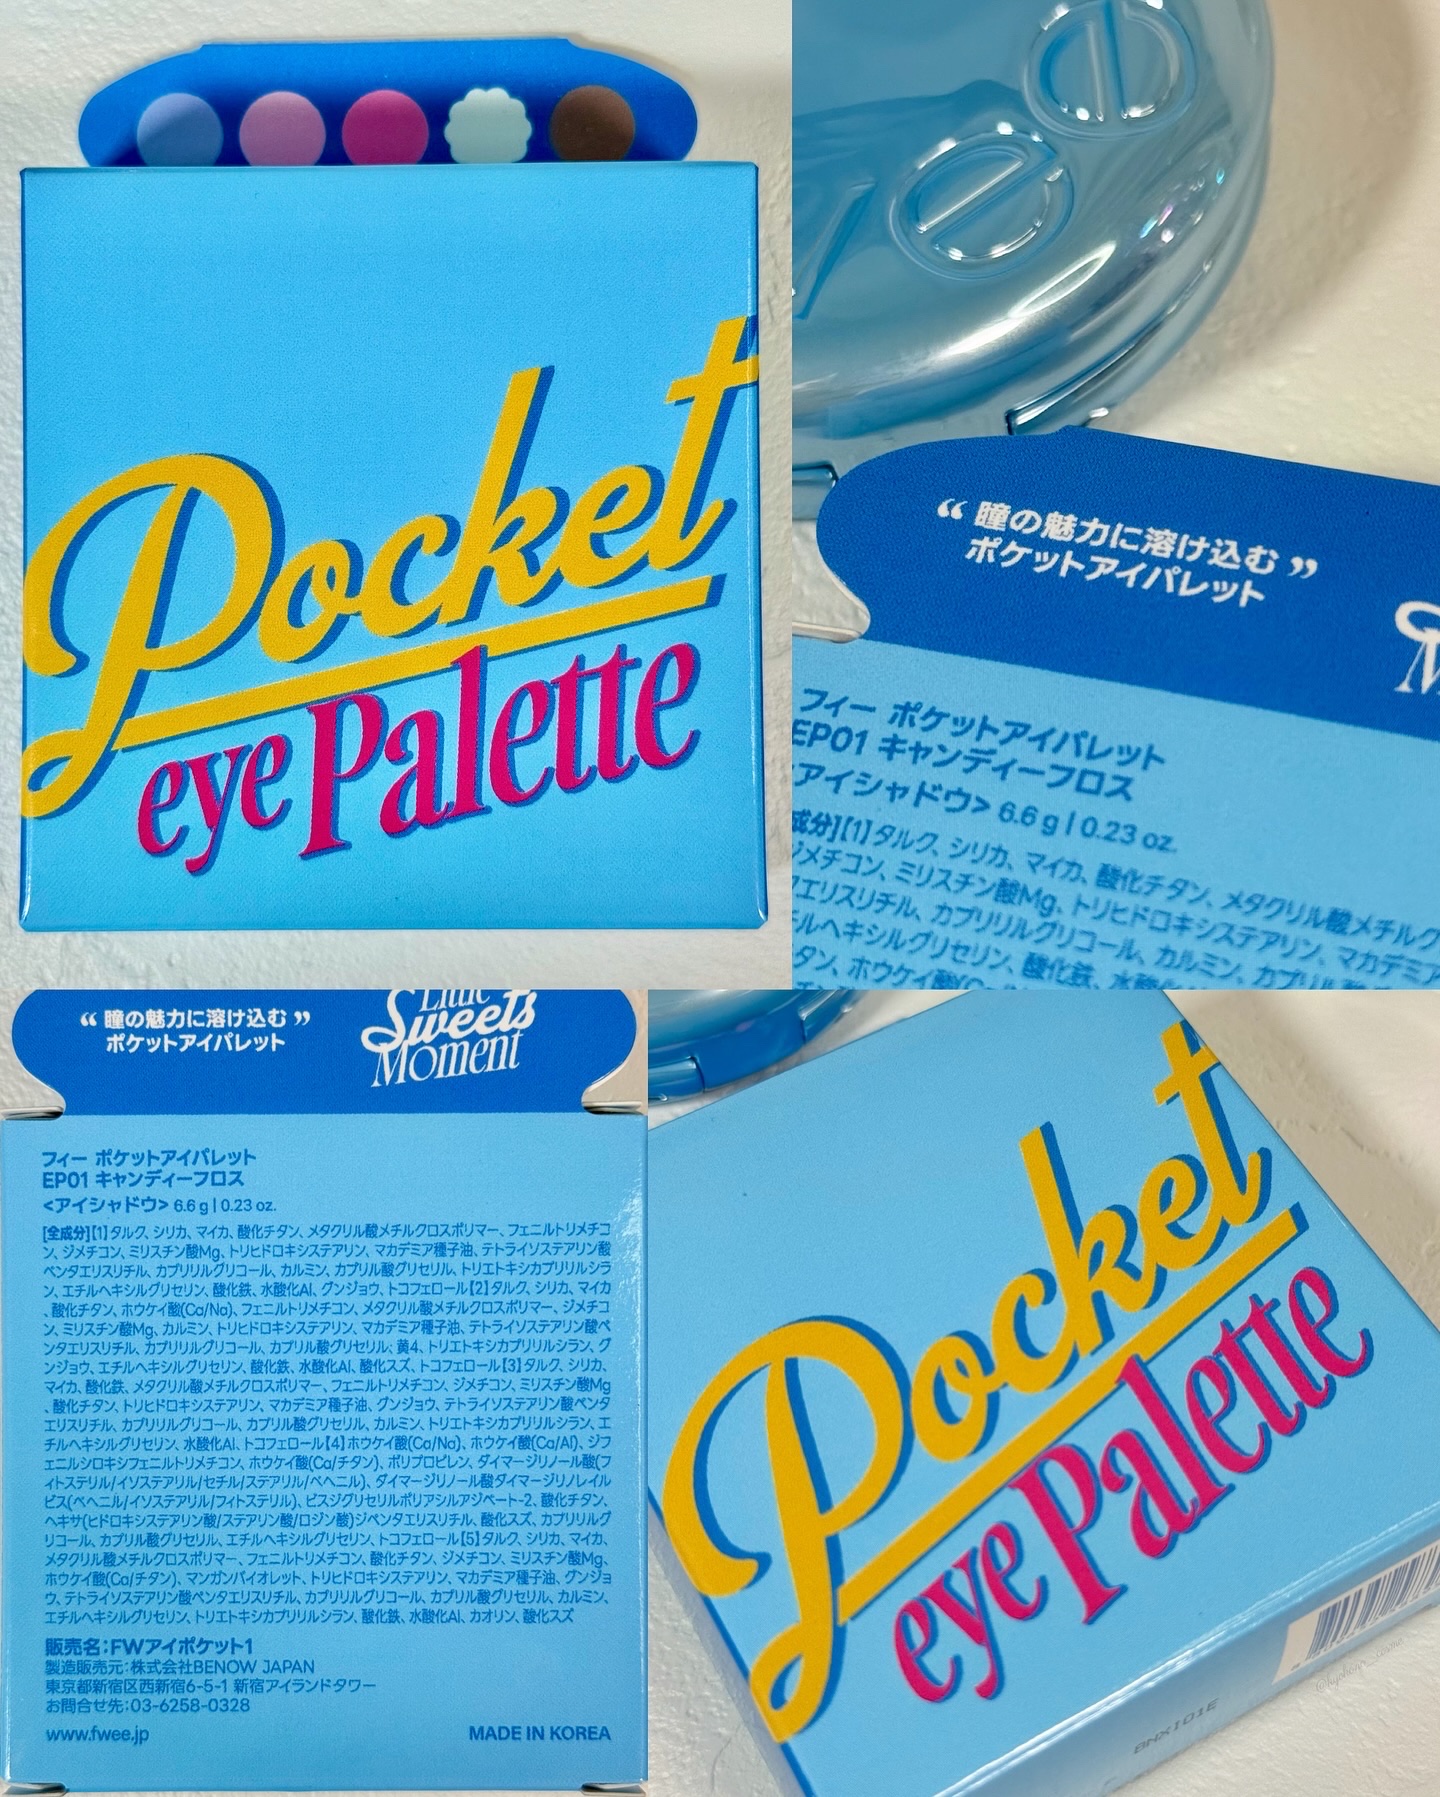 Pocket
eye Palette
“ 瞳の魅力に溶け込む ”
ポケットアイパレット
フィー ポケットアイパレット
EP01 キャンディーフロス
アイシャドウ> 6.6 g | 0.23 oz.
成分]【1】タルク、シリカ、マイカ、酸化チタン、メタクリル酸メチルク
ジメチコン、ミリスチン酸Mg、トリヒドロキシステアリン、マカデミア
エリスリチル、カプリリルグリコール、カルミン、カプリル
チルヘキシルグリセリン、酸化鉄、水酸化
タン、ホウケイ酸
“ 瞳の魅力に溶け込む ”
ポケットアイパレット
Little
Sweets
Moment
フィー ポケットアイパレット
EP01 キャンディーフロス
<アイシャドウ> 6.6 g | 0.23 oz.
[全成分]【1】タルク、シリカ、マイカ、酸化チタン、メタクリル酸メチルクロスポリマー、フェニルトリメチコ
ン、ジメチコン、ミリスチン酸Mg、トリヒドロキシステアリン、マカデミア種子油、テトライソステアリン酸
ペンタエリスリチル、カプリリルグリコール、カルミン、カプリル酸グリセリル、トリエトキシカプリリルシラ
ン、エチルヘキシルグリセリン、酸化鉄、水酸化Al、グンジョウ、トコフェロール【2】タルク、シリカ、マイカ
、酸化チタン、ホウケイ酸(Ca/Na)、フェニルトリメチコン、メタクリル酸メチルクロスポリマー、ジメチコ
ン、ミリスチン酸Mg、カルミン、トリヒドロキシステアリン、マカデミア種子油、テトライソステアリン酸ペ
ンタエリスリチル、カプリリルグリコール、カプリル酸グリセリル、黄4、トリエトキシカプリリルシラン、グ
ンジョウ、エチルヘキシルグリセリン、酸化鉄、水酸化Al、酸化スズ、トコフェロール【3】タルク、シリカ、
マイカ、酸化鉄、メタクリル酸メチルクロスポリマー、フェニルトリメチコン、ジメチコン、ミリスチン酸Mg
、酸化チタン、トリヒドロキシステアリン、マカデミア種子油、グンジョウ、テトライソステアリン酸ペンタ
エリスリチル、カプリリルグリコール、カプリル酸グリセリル、カルミン、トリエトキシカプリリルシラン、エ
チルヘキシルグリセリン、水酸化Al、トコフェロール【4】ホウケイ酸(Ca/Na)、ホウケイ酸(Ca/Al)、ジフ
ェニルシロキシフェニルトリメチコン、ホウケイ酸(Ca/チタン)、ポリプロピレン、ダイマージリノール酸(フ
ィトステリル/イソステアリル/セチル/ステアリル/ベヘニル)、ダイマージリノール酸ダイマージリノレイル
ビス(ベヘニル/イソステアリル/フィトステリル)、ビスジグリセリルポリアシルアジペート-2、酸化チタン、
ヘキサ(ヒドロキシステアリン酸/ステアリン酸/ロジン酸)ジペンタエリスリチル、酸化スズ、カプリリルグ
リコール、カプリル酸グリセリル、エチルヘキシルグリセリン、トコフェロール【5】タルク、シリカ、マイカ、
メタクリル酸メチルクロスポリマー、フェニルトリメチコン、酸化チタン、ジメチコン、ミリスチン酸Mg、
ホウケイ酸(Ca/チタン)、マンガンバイオレット、トリヒドロキシステアリン、マカデミア種子油、グンジョ
ウ、テトライソステアリン酸ペンタエリスリチル、カプリリルグリコール、カプリル酸グリセリル、カルミン、
エチルヘキシルグリセリン、トリエトキシカプリリルシラン、酸化鉄、水酸化Al、カオリン、酸化スズ
販売名：FWアイポケット1
製造販売元：株式会社BENOW JAPAN
東京都新宿区西新宿6-5-1 新宿アイランドタワー
お問合せ先：03-6258-0328
www.fwee.jp
MADE IN KOREA
Pocket
eye Palette
BNX101E